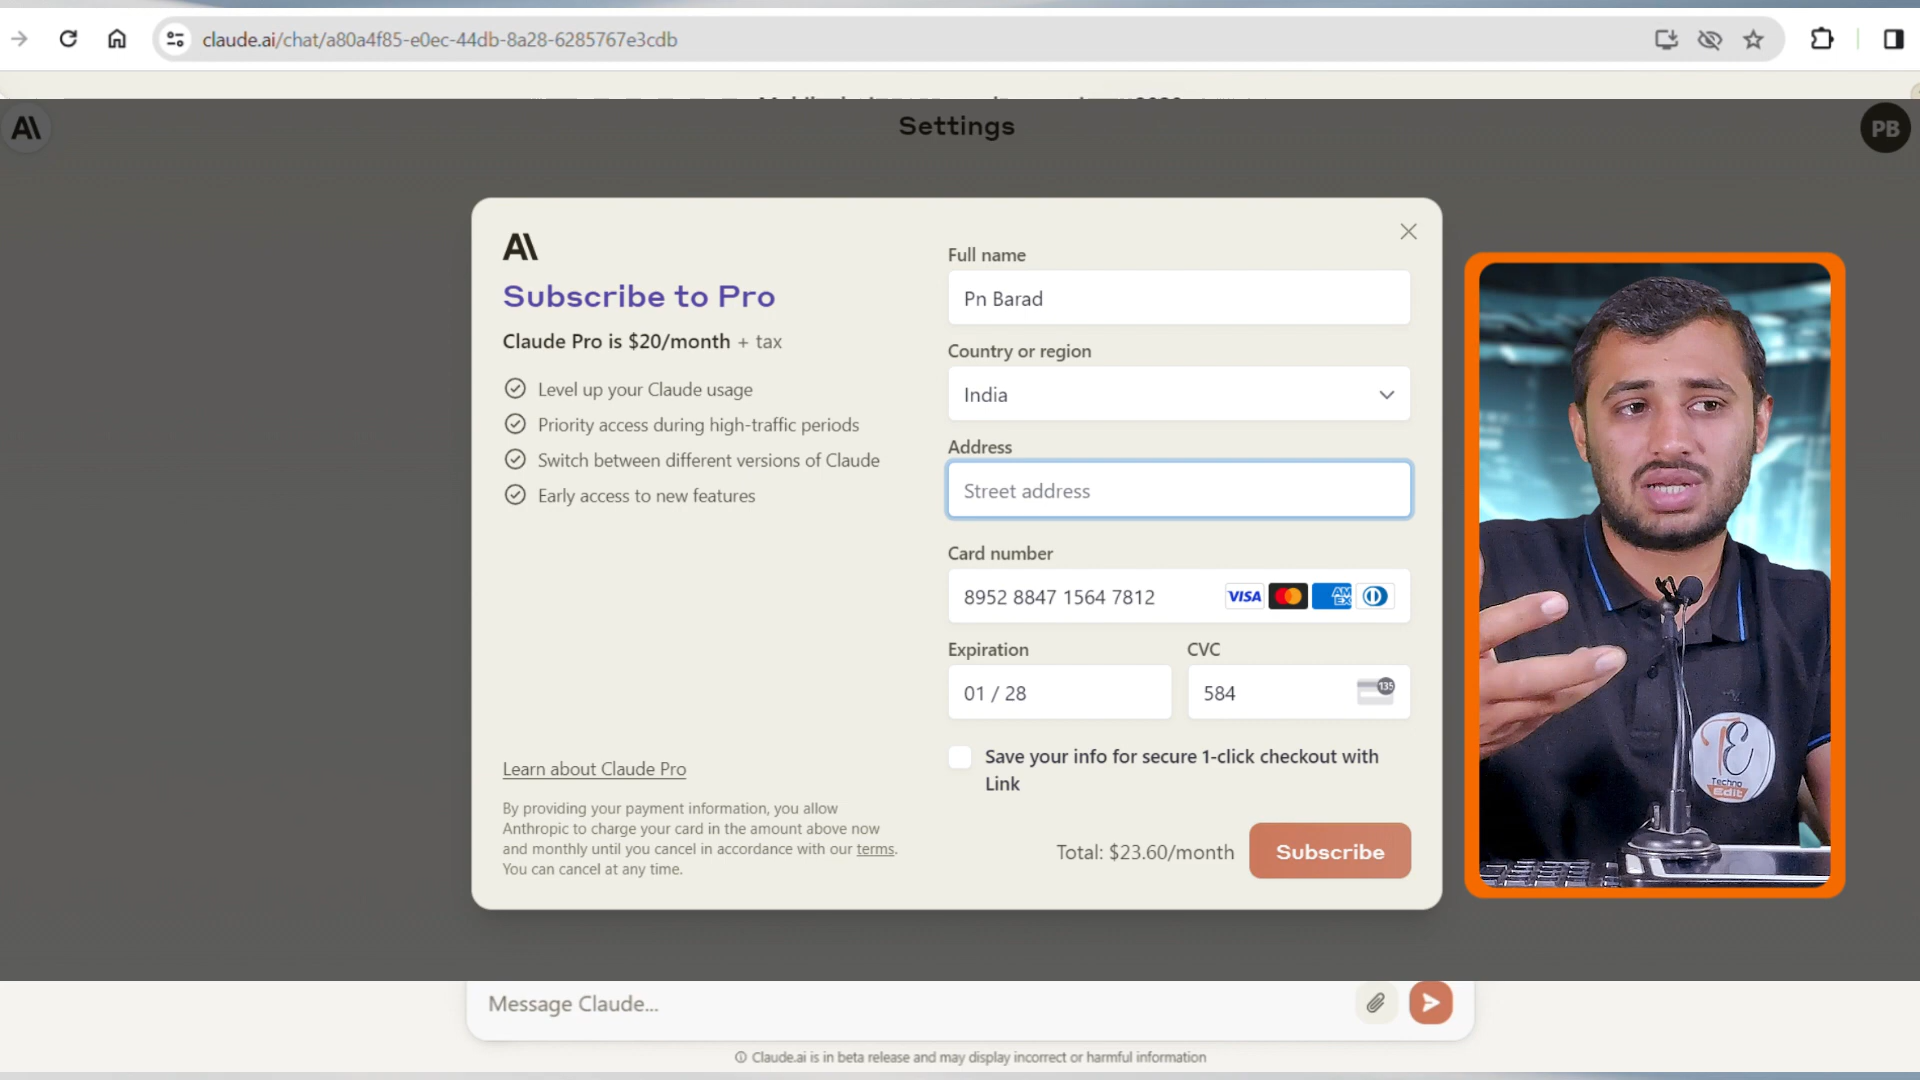 claude.ai/chat/a80a4f85-e0ec-44db-8a28-6285767e3cdb
Settings
PB
Subscribe to Pro
Claude Pro is $20/month + tax
Level up your Claude usage
Priority access during high-traffic periods
Switch between different versions of Claude
Early access to new features
Learn about Claude Pro
By providing your payment information, you allow
Anthropic to charge your card in the amount above now
and monthly until you cancel in accordance with our terms.
You can cancel at any time.
Full name
Pn Barad
Country or region
India
Address
Street address
Card number
8952 8847 1564 7812
VISA
AM
EX
Expiration
CVC
01 / 28
584
135
Save your info for secure 1-click checkout with
Link
Total: $23.60/month
Subscribe
TE
Techno
Edit
Message Claude...
Claude.ai is in beta release and may display incorrect or harmful information